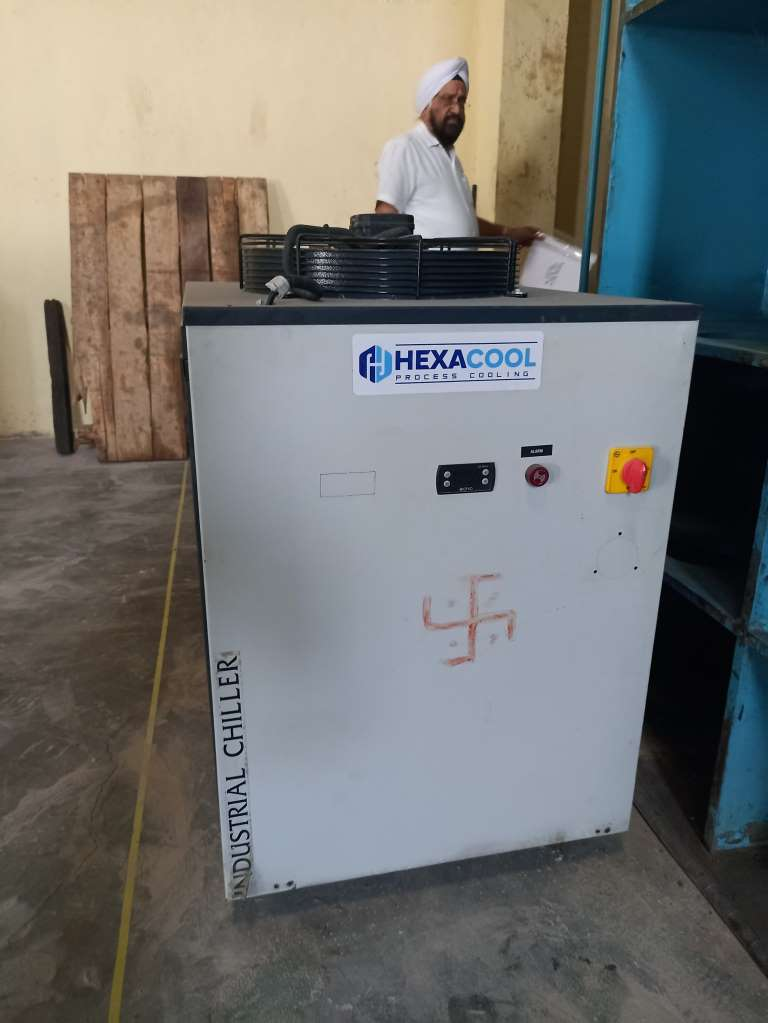 HEXACOOL
PROCESS COOLING
ALARM
INDUSTRIAL CHILLER